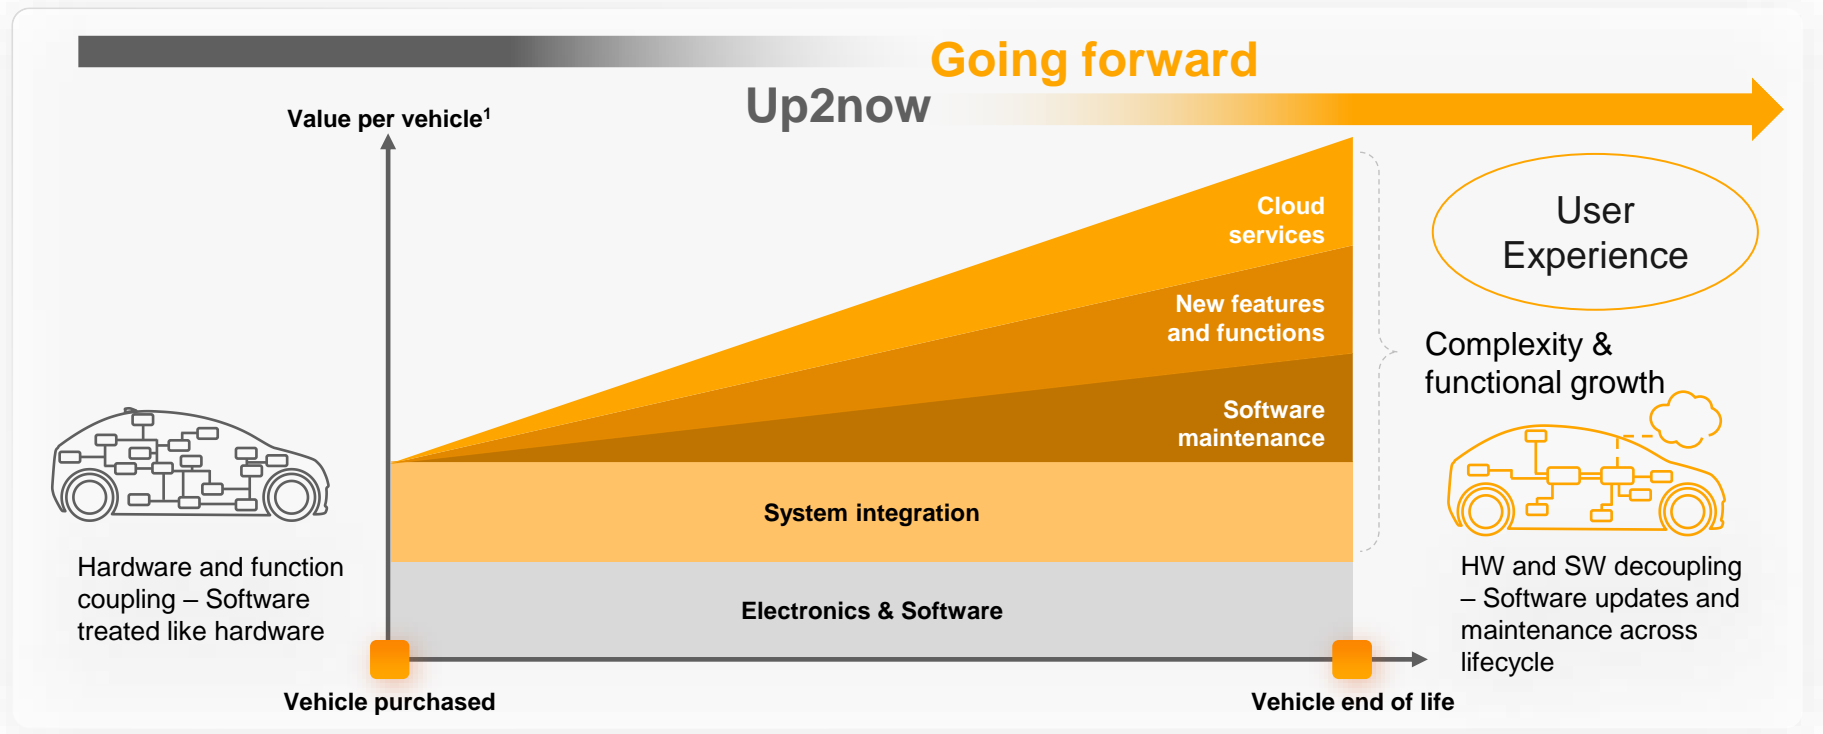 Going forward
Up2now
Value per vehicle¹
Cloud
services
New features
and functions
Software
maintenance
System integration
Electronics & Software
Vehicle purchased
Vehicle end of life
Hardware and function
coupling – Software
treated like hardware
User
Experience
Complexity &
functional growth
HW and SW decoupling
– Software updates and
maintenance across
lifecycle